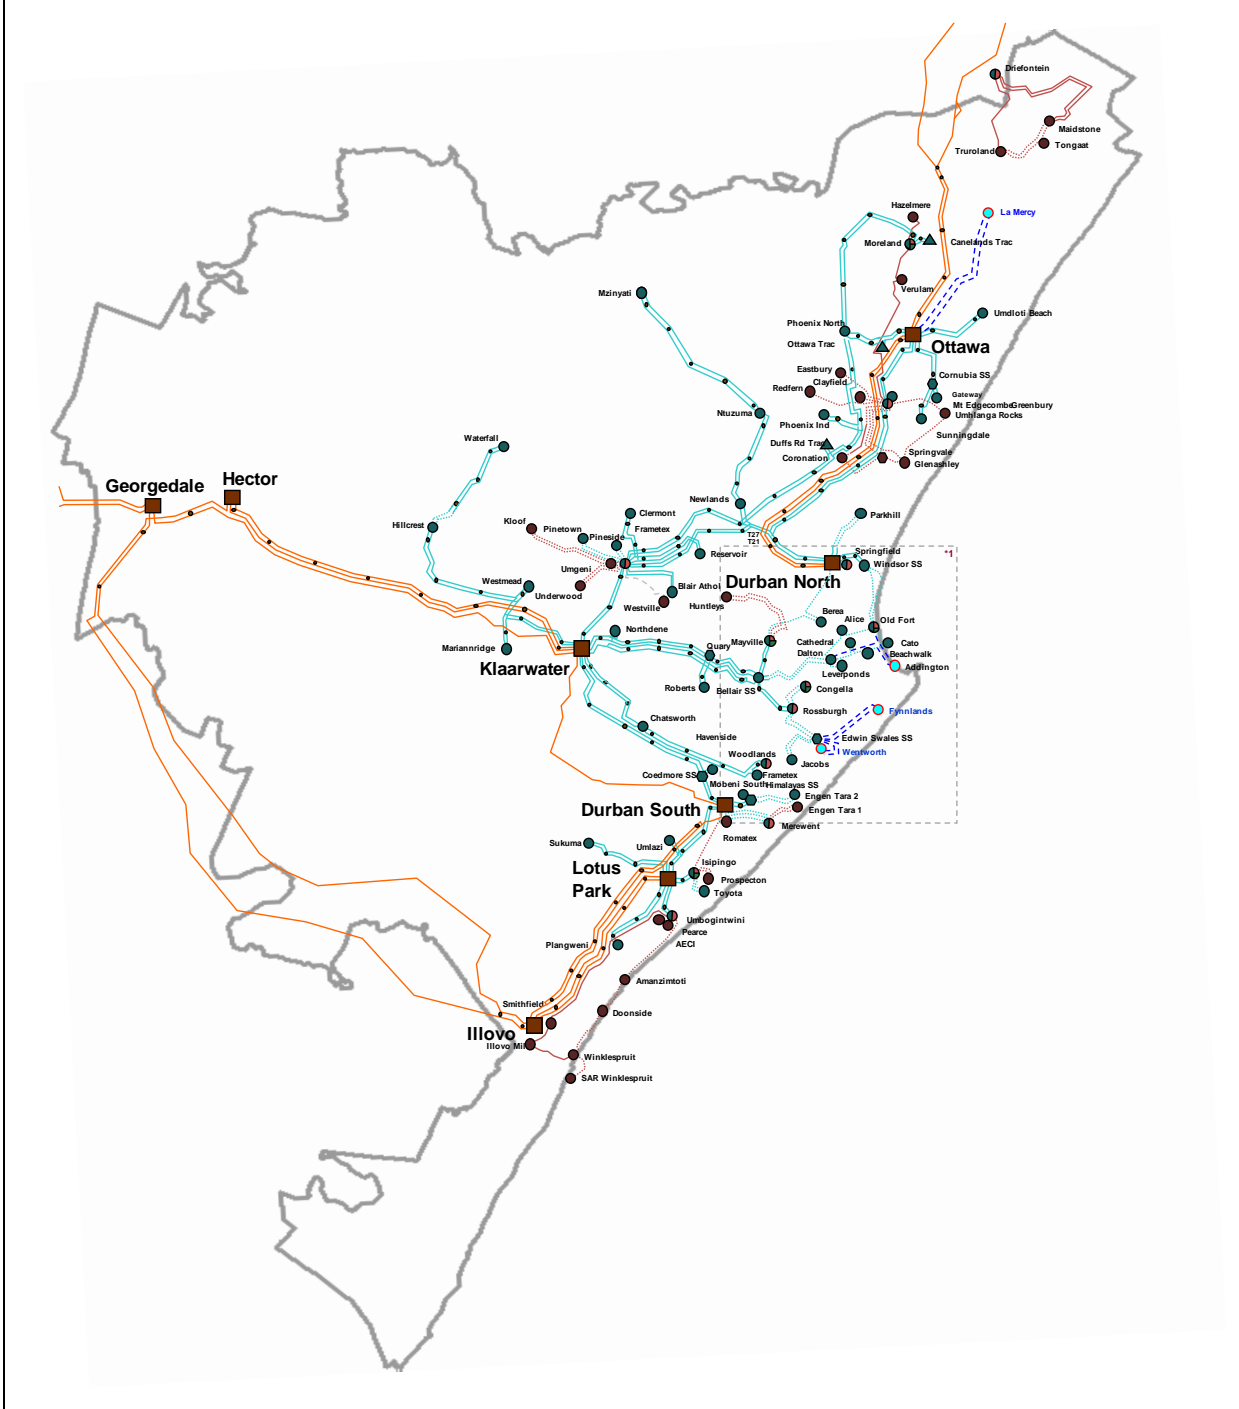 Driefontein
Maidstone
Tongaat
Truroland
Hazelmere
La Mercy
Moreland
Canelands Trac
Verulam
Mzinyati
Umdloti Beach
Phoenix North
Ottawa Trac
Ottawa
Eastbury
Clayfield
Redfern
Cornubia SS
Gateway
Mt Edgecombe
Greenbury
Umhlanga Rocks
Ntuzuma
Phoenix Ind
Sunningdale
Waterfall
Duffs Rd Trac
Springvale
Coronation
Glenashley
Georgedale
Hector
Newlands
Clermont
Parkhill
Kloof
Pinetown
Frametex
Hillcrest
Pineside
T27
T21
Reservoir
Springfield
*1
Umgeni
Windsor SS
Durban North
Westmead
Underwood
Blair Athol
Westville
Huntleys
Berea
Alice
Old Fort
Northdene
Mayville
Cathedral
Cato
Mariannridge
Quary
Dalton
Beachwalk
Klaarwater
Addington
Leverponds
Roberts
Bellair SS
Congella
Rossburgh
Fynnlands
Chatsworth
Havenside
Edwin Swales SS
Woodlands
Wentworth
Jacobs
Coedmore SS
Frametex
Mobeni South
Himalayas SS
Engen Tara 2
Durban South
Engen Tara 1
Merewent
Romatex
Sukuma
Umlazi
Isipingo
Lotus
Park
Prospecton
Toyota
Umbogintwini
Pearce
Plangweni
AECI
Amanzimtoti
Smithfield
Doonside
Illovo
Illovo Mil
Winklespruit
SAR Winklespruit